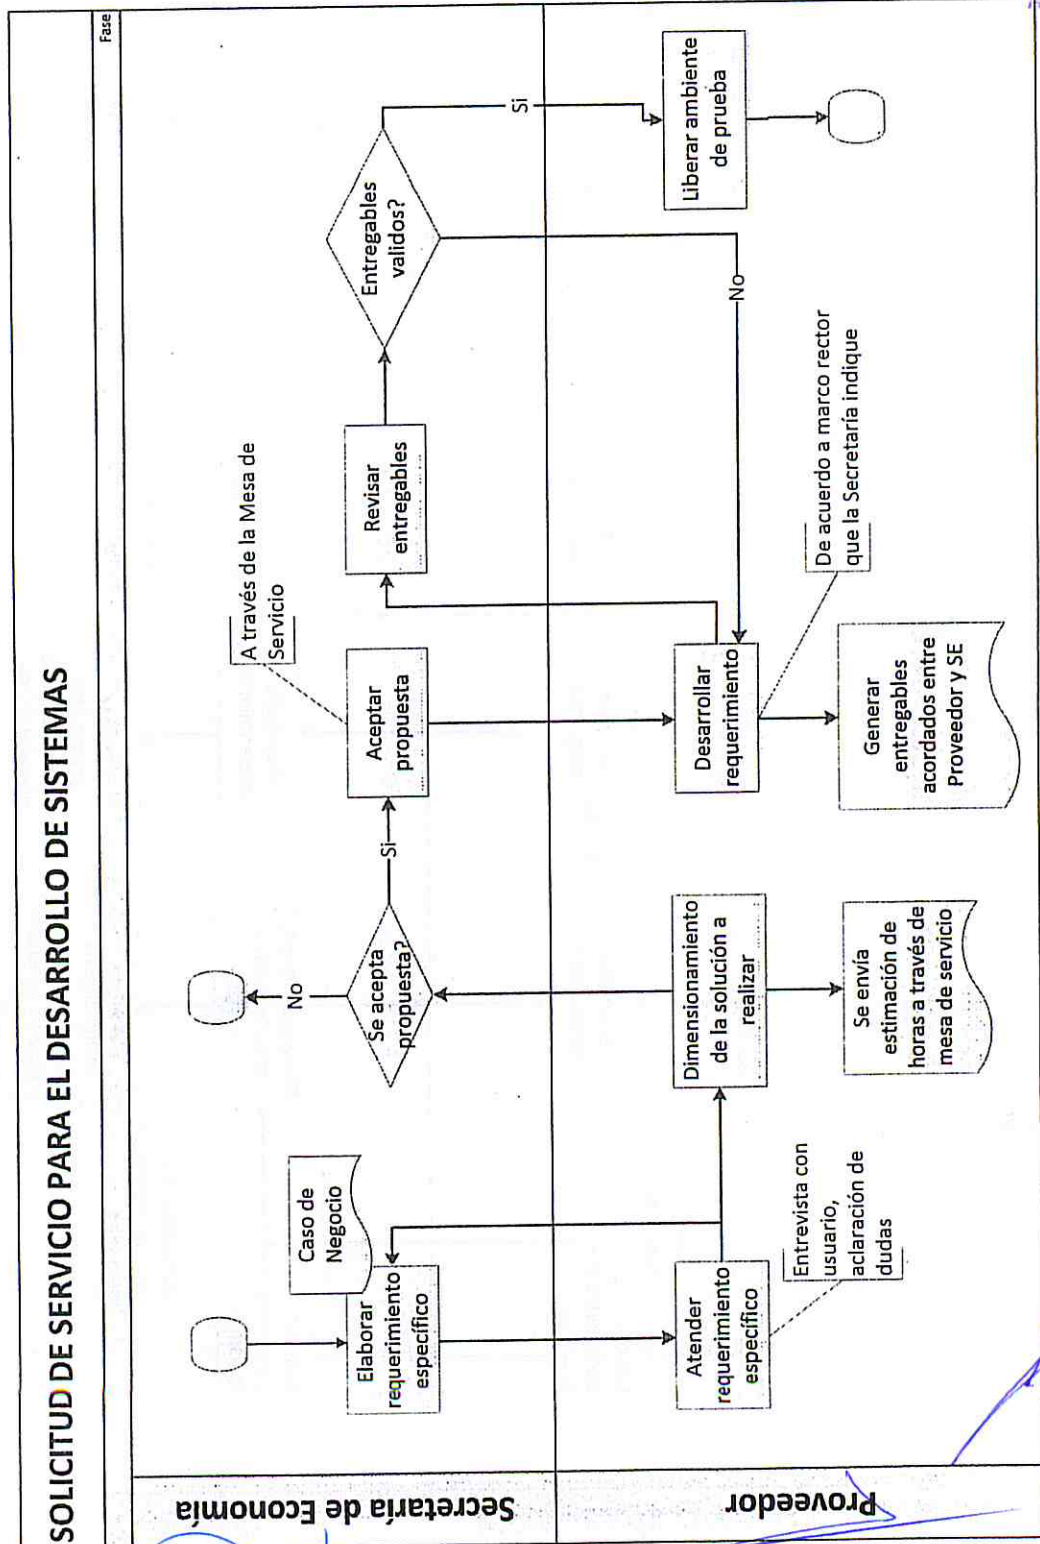 SOLICITUD DE SERVICIO PARA EL DESARROLLO DE SISTEMAS
Fase
Secretaría de Economía
Caso de
Negocio
Elaborar
requerimiento
específico
No
Se acepta
propuesta?
Si
A través de la Mesa de
Servicio
Aceptar
propuesta
Revisar
entregables
Entregables
validos?
Si
No
Proveedor
Atender
requerimiento
específico
Entrevista con
usuario,
aclaración de
dudas
Dimensionamiento
de la solución a
realizar
Se envía
estimación de
horas a través de
mesa de servicio
Desarrollar
requerimiento
De acuerdo a marco rector
que la Secretaría indique
Generar
entregables
acordados entre
Proveedor y SE
Liberar ambiente
de prueba